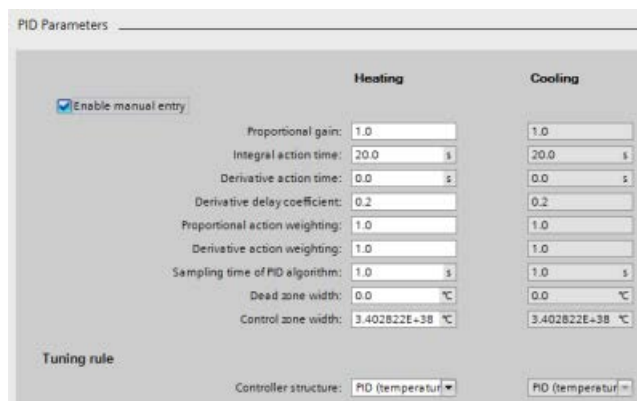 PID Parameters
Heating Cooling
Enable manual entry
Proportional gain: 1.0 1.0
Integral action time: 20.0 s 20.0 s
Derivative action time: 0.0 s 0.0 s
Derivative delay coefficient: 0.2 0.2
Proportional action weighting: 1.0 1.0
Derivative action weighting: 1.0 1.0
Sampling time of PID algorithm: 1.0 s 1.0 s
Dead zone width: 0.0 °C 0.0 °C
Control zone width: 3.402822E+38 °C 3.402822E+38 °C
Tuning rule
Controller structure: PID (temperatur PID (temperatur